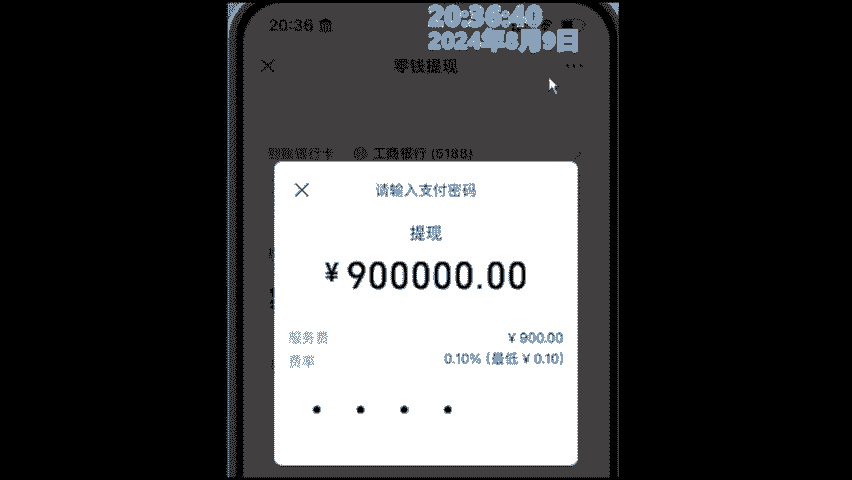 20:36
20:36:40
2024年8月9日
零钱提现
到账银行卡 工商银行 (5188)
请输入支付密码
提现
¥900000.00
服务费 ¥900.00
费率 0.10% (最低 ¥0.10)